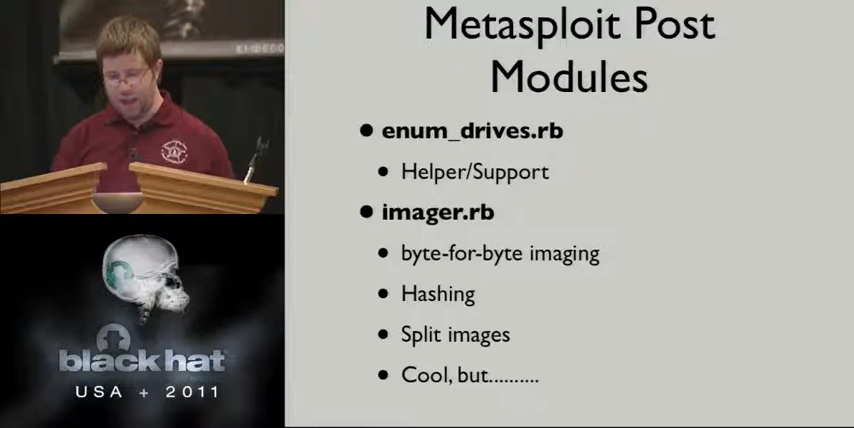 Metasploit Post
Modules
• enum_drives.rb
• Helper/Support
• imager.rb
• byte-for-byte imaging
• Hashing
• Split images
• Cool, but..........
black hat
USA + 2011